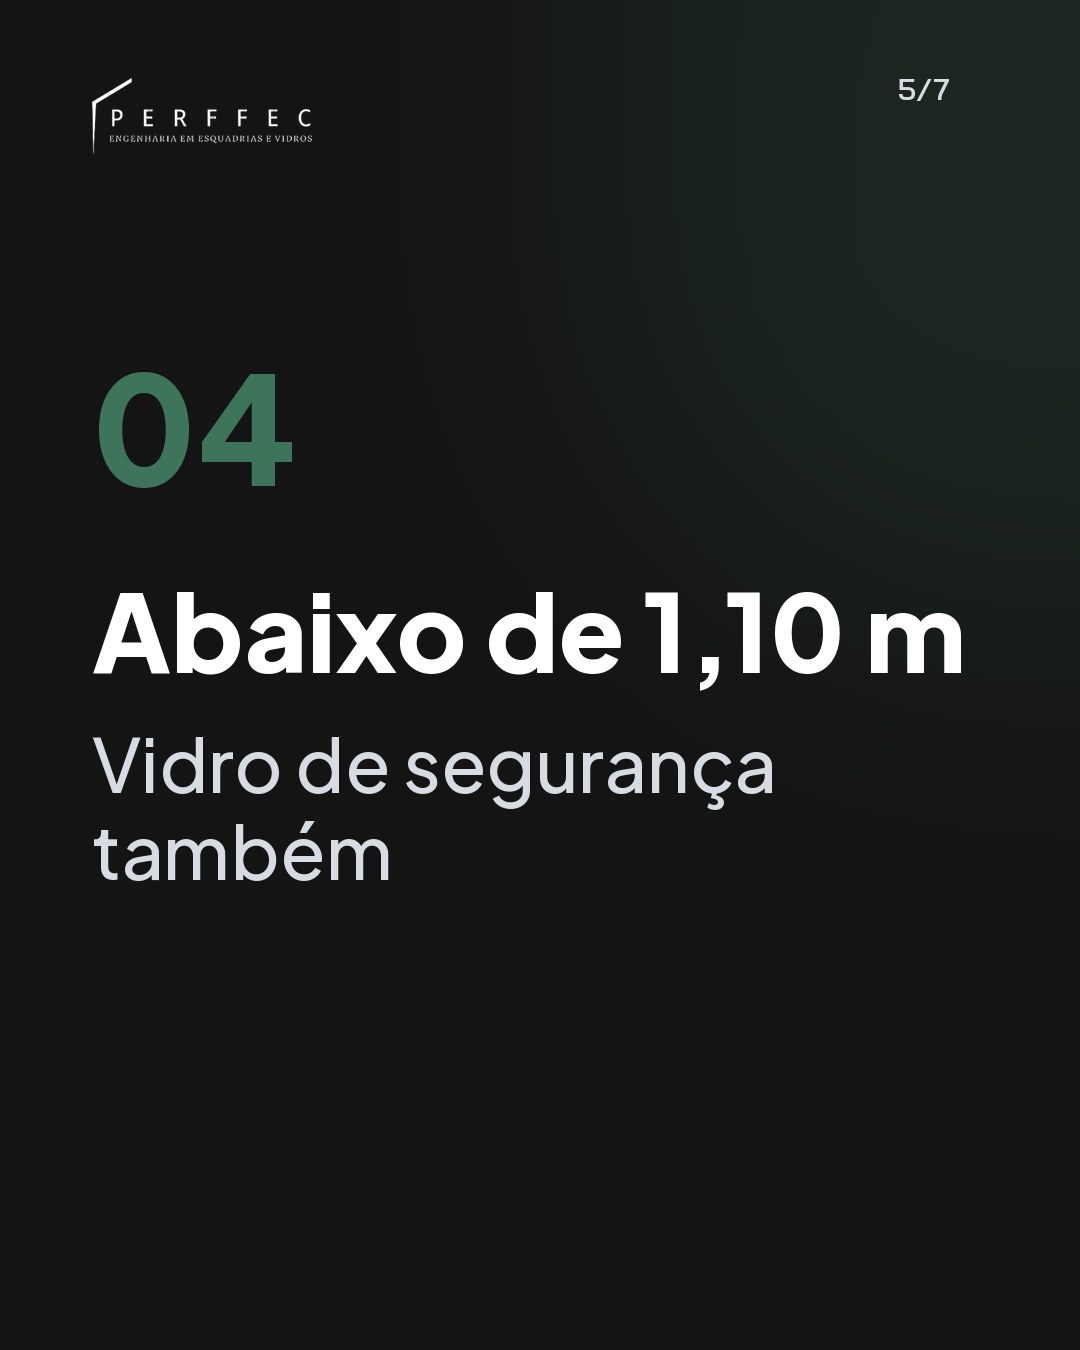 PERFFEC
ENGENHARIA EM ESQUADRIAS E VIDROS
5/7
04
Abaixo de 1,10 m
Vidro de segurança
também